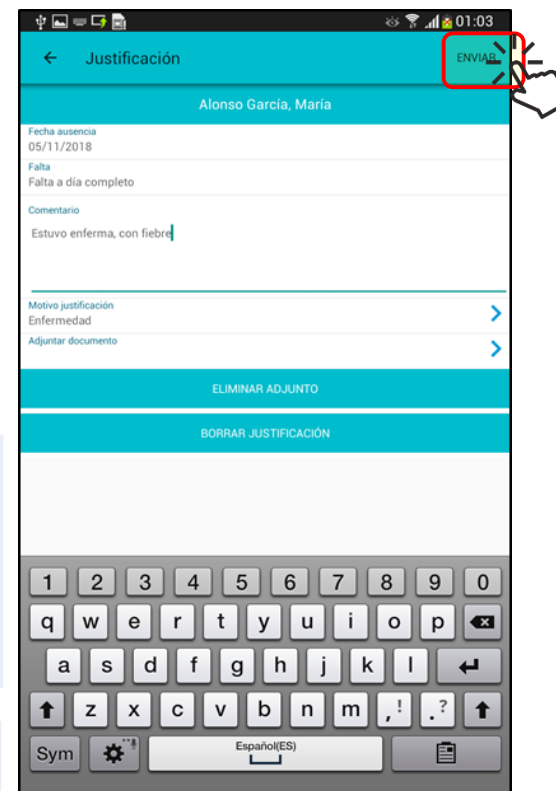 01:03
Justificación
ENVIAR
Alonso García, María
Fecha ausencia
05/11/2018
Falta
Falta a día completo
Comentario
Estuvo enferma, con fiebre
Motivo justificación
Enfermedad
Adjuntar documento
ELIMINAR ADJUNTO
BORRAR JUSTIFICACIÓN
1 2 3 4 5 6 7 8 9 0
q w e r t y u i o p
a s d f g h j k l
z x c v b n m , ! . ?
Sym Español(ES)